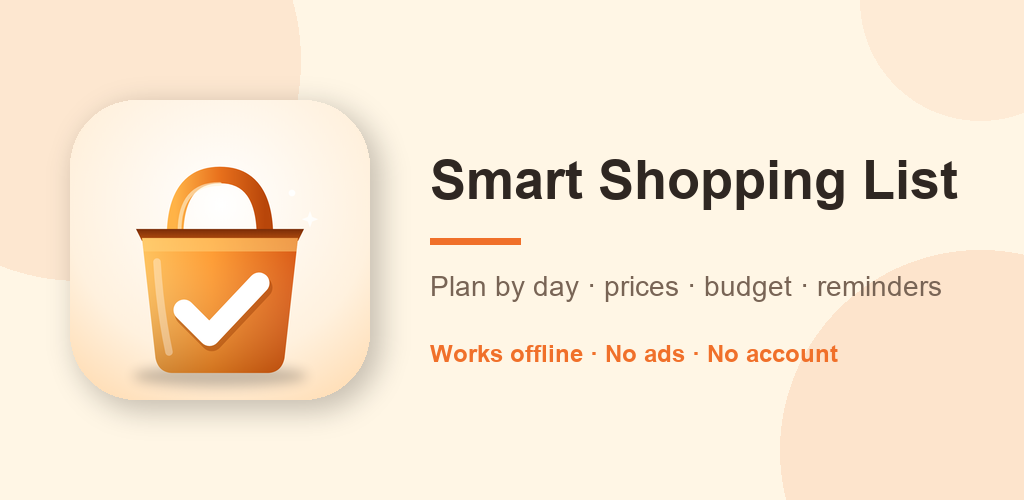 Smart Shopping List
Plan by day · prices · budget · reminders
Works offline · No ads · No account